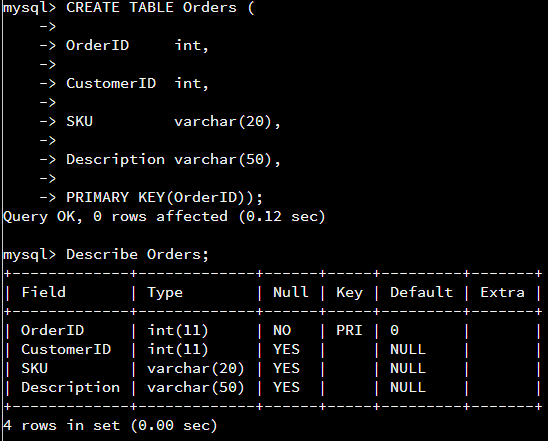 mysql> CREATE TABLE Orders (
    ->
    -> OrderID     int,
    ->
    -> CustomerID  int,
    ->
    -> SKU         varchar(20),
    ->
    -> Description varchar(50),
    ->
    -> PRIMARY KEY(OrderID));
Query OK, 0 rows affected (0.12 sec)

mysql> Describe Orders;
+-------------+-------------+------+-----+---------+-------+
| Field       | Type        | Null | Key | Default | Extra |
+-------------+-------------+------+-----+---------+-------+
| OrderID     | int(11)     | NO   | PRI | 0       |       |
| CustomerID  | int(11)     | YES  |     | NULL    |       |
| SKU         | varchar(20) | YES  |     | NULL    |       |
| Description | varchar(50) | YES  |     | NULL    |       |
+-------------+-------------+------+-----+---------+-------+
4 rows in set (0.00 sec)